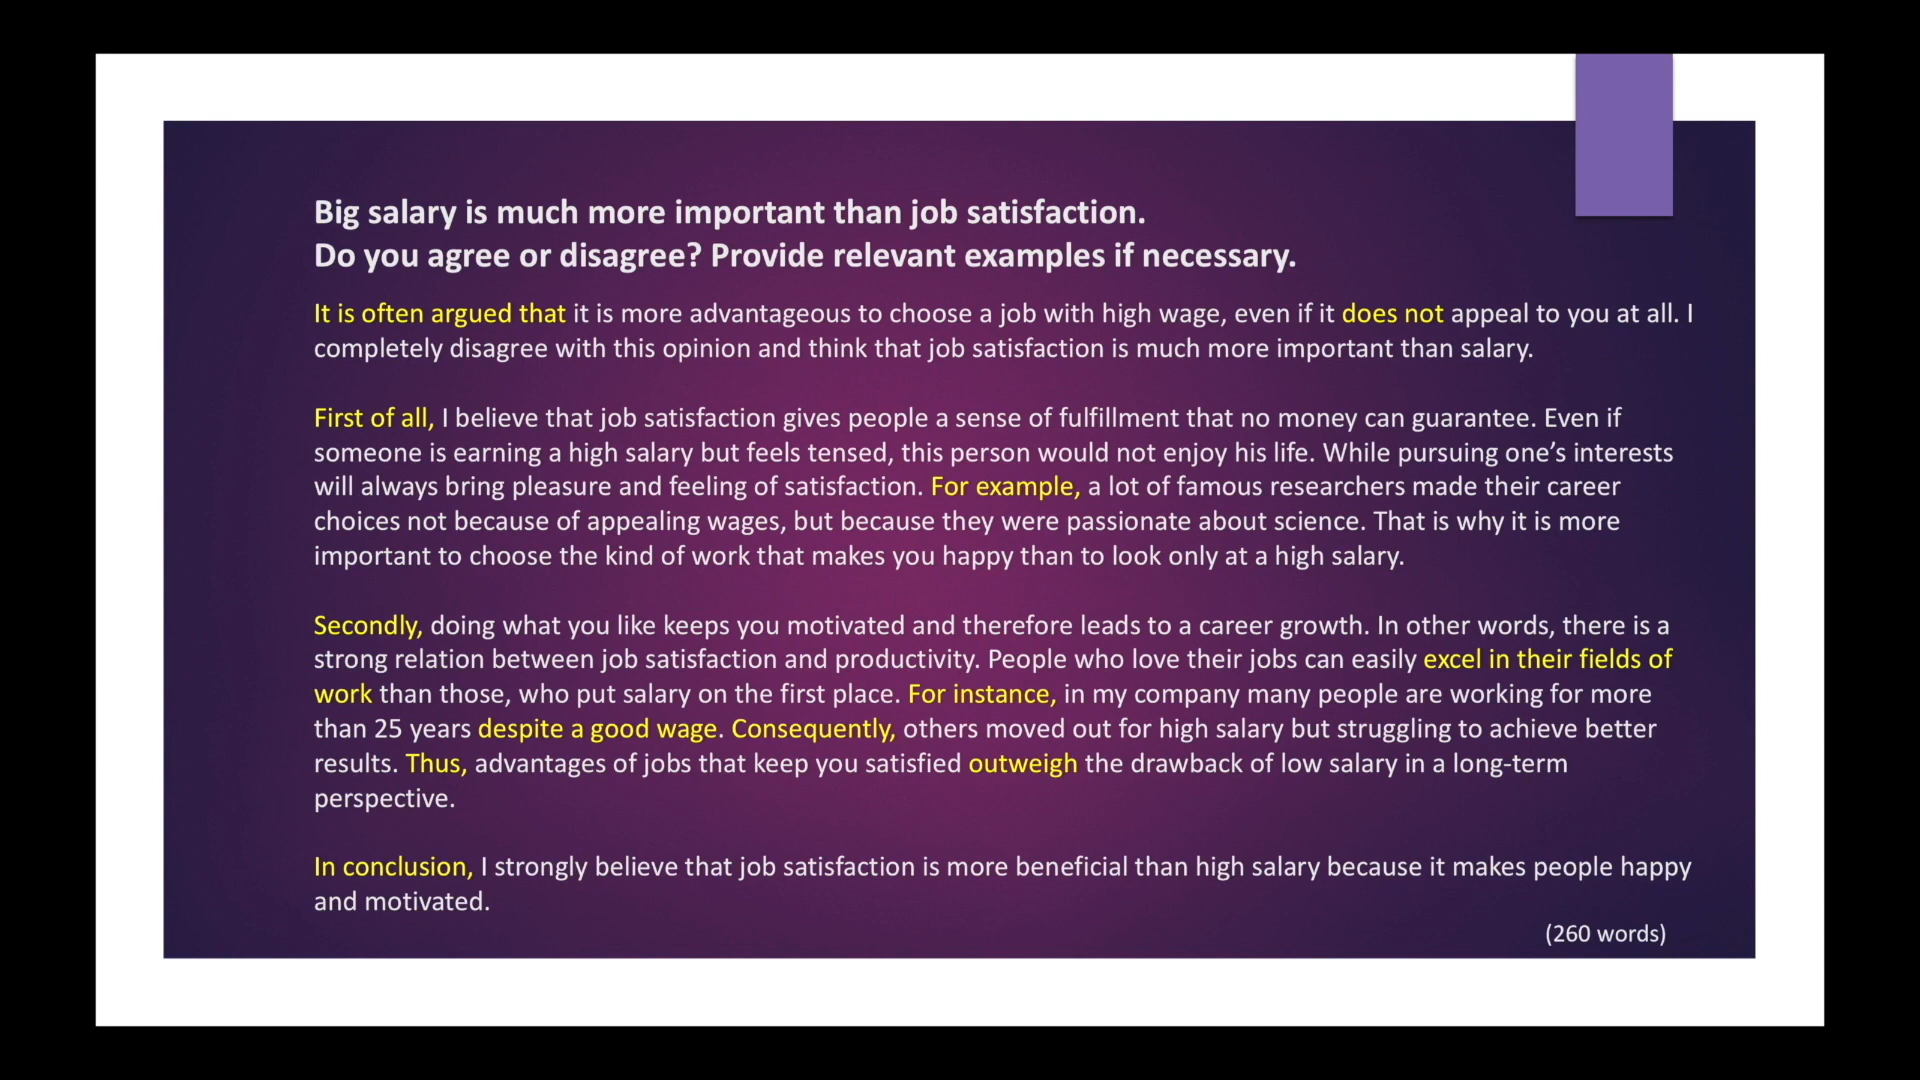 Big salary is much more important than job satisfaction.
Do you agree or disagree? Provide relevant examples if necessary.
It is often argued that it is more advantageous to choose a job with high wage, even if it does not appeal to you at all. I
completely disagree with this opinion and think that job satisfaction is much more important than salary.
First of all, I believe that job satisfaction gives people a sense of fulfillment that no money can guarantee. Even if
someone is earning a high salary but feels tensed, this person would not enjoy his life. While pursuing one’s interests
will always bring pleasure and feeling of satisfaction. For example, a lot of famous researchers made their career
choices not because of appealing wages, but because they were passionate about science. That is why it is more
important to choose the kind of work that makes you happy than to look only at a high salary.
Secondly, doing what you like keeps you motivated and therefore leads to a career growth. In other words, there is a
strong relation between job satisfaction and productivity. People who love their jobs can easily excel in their fields of
work than those, who put salary on the first place. For instance, in my company many people are working for more
than 25 years despite a good wage. Consequently, others moved out for high salary but struggling to achieve better
results. Thus, advantages of jobs that keep you satisfied outweigh the drawback of low salary in a long-term
perspective.
In conclusion, I strongly believe that job satisfaction is more beneficial than high salary because it makes people happy
and motivated.
(260 words)